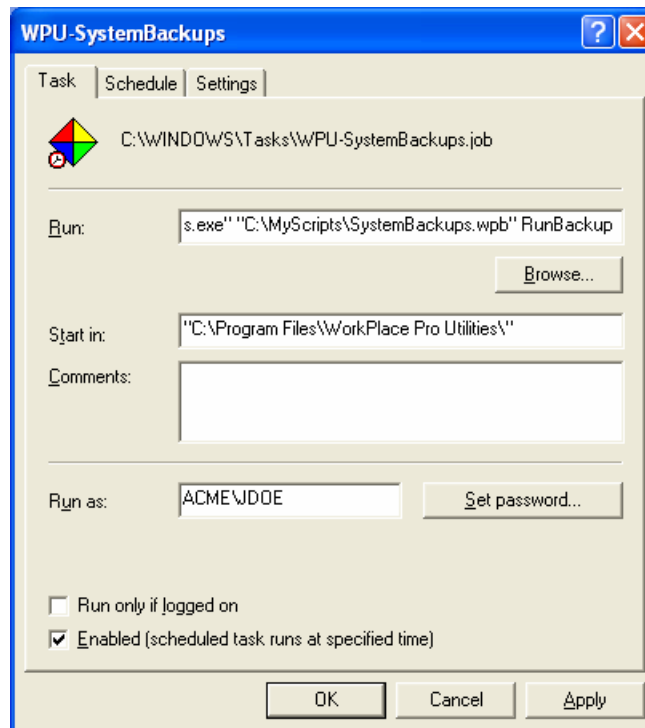 WPU-SystemBackups
Task Schedule Settings
C:\WINDOWS\Tasks\WPU-SystemBackups.job
Run: s.exe" "C:\MyScripts\SystemBackups.wpb" RunBackup
Browse...
Start in: "C:\Program Files\WorkPlace Pro Utilities\"
Comments:
Run as: ACME\JDOE Set password...
Run only if logged on
Enabled (scheduled task runs at specified time)
OK Cancel Apply